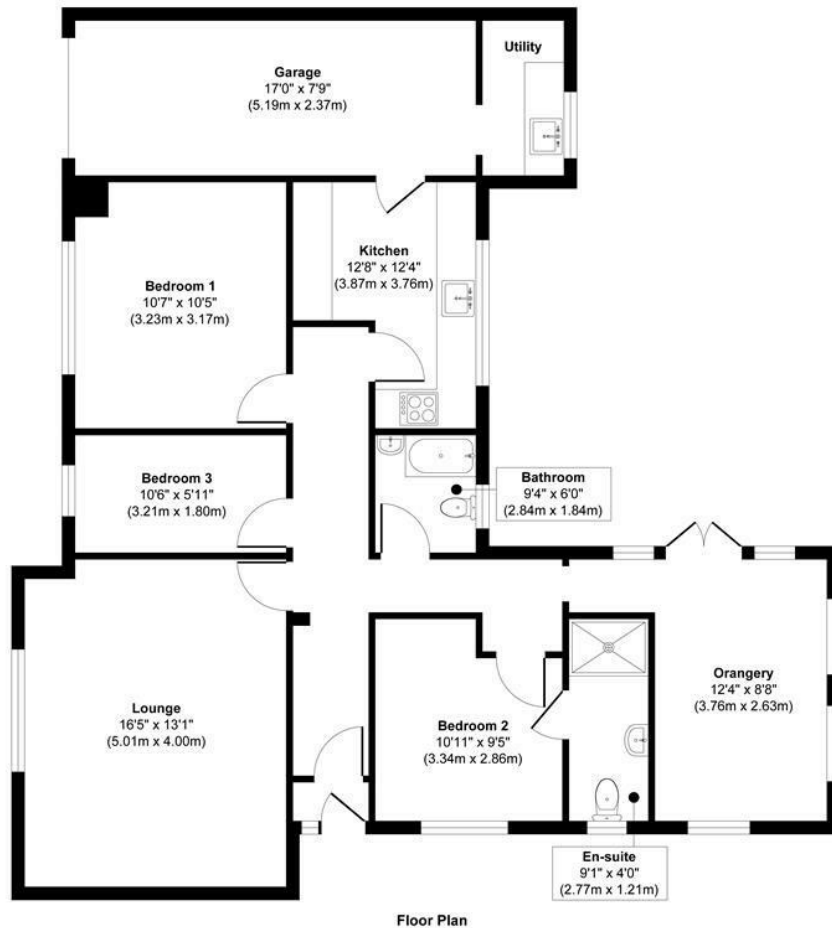 Utility
Garage
17'0" x 7'9"
(5.19m x 2.37m)
Kitchen
12'8" x 12'4"
(3.87m x 3.76m)
Bedroom 1
10'7" x 10'5"
(3.23m x 3.17m)
Bedroom 3
10'6" x 5'11"
(3.21m x 1.80m)
Bathroom
9'4" x 6'0"
(2.84m x 1.84m)
Lounge
16'5" x 13'1"
(5.01m x 4.00m)
Bedroom 2
10'11" x 9'5"
(3.34m x 2.86m)
Orangery
12'4" x 8'8"
(3.76m x 2.63m)
En-suite
9'1" x 4'0"
(2.77m x 1.21m)
Floor Plan